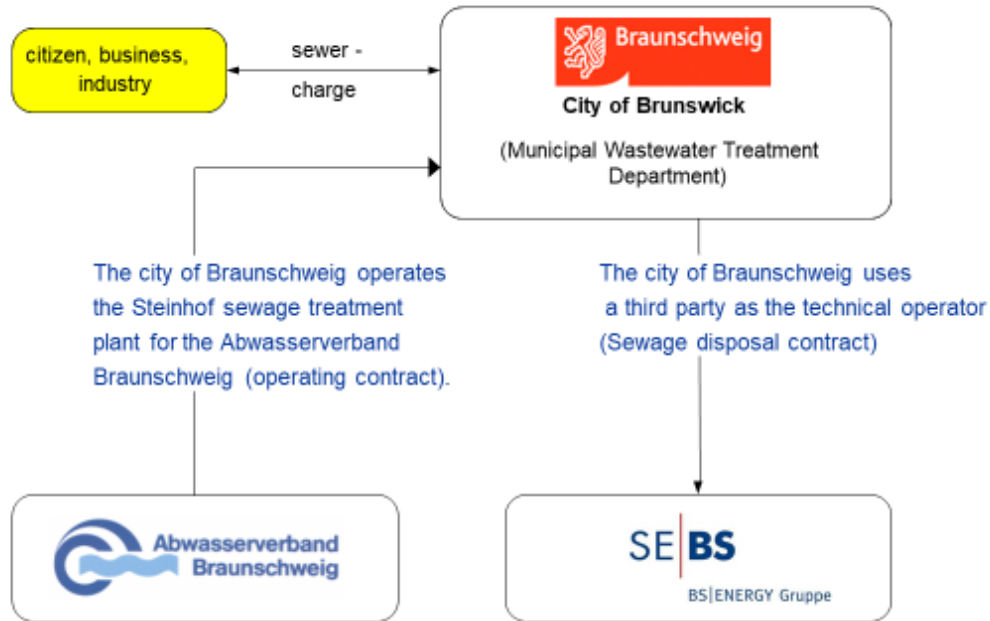 citizen, business,
industry
sewer -
charge
Braunschweig
City of Brunswick
(Municipal Wastewater Treatment
Department)
The city of Braunschweig operates
the Steinhof sewage treatment
plant for the Abwasserverband
Braunschweig (operating contract).
The city of Braunschweig uses
a third party as the technical operator
(Sewage disposal contract)
Abwasserverband
Braunschweig
SE|BS
BS|ENERGY Gruppe